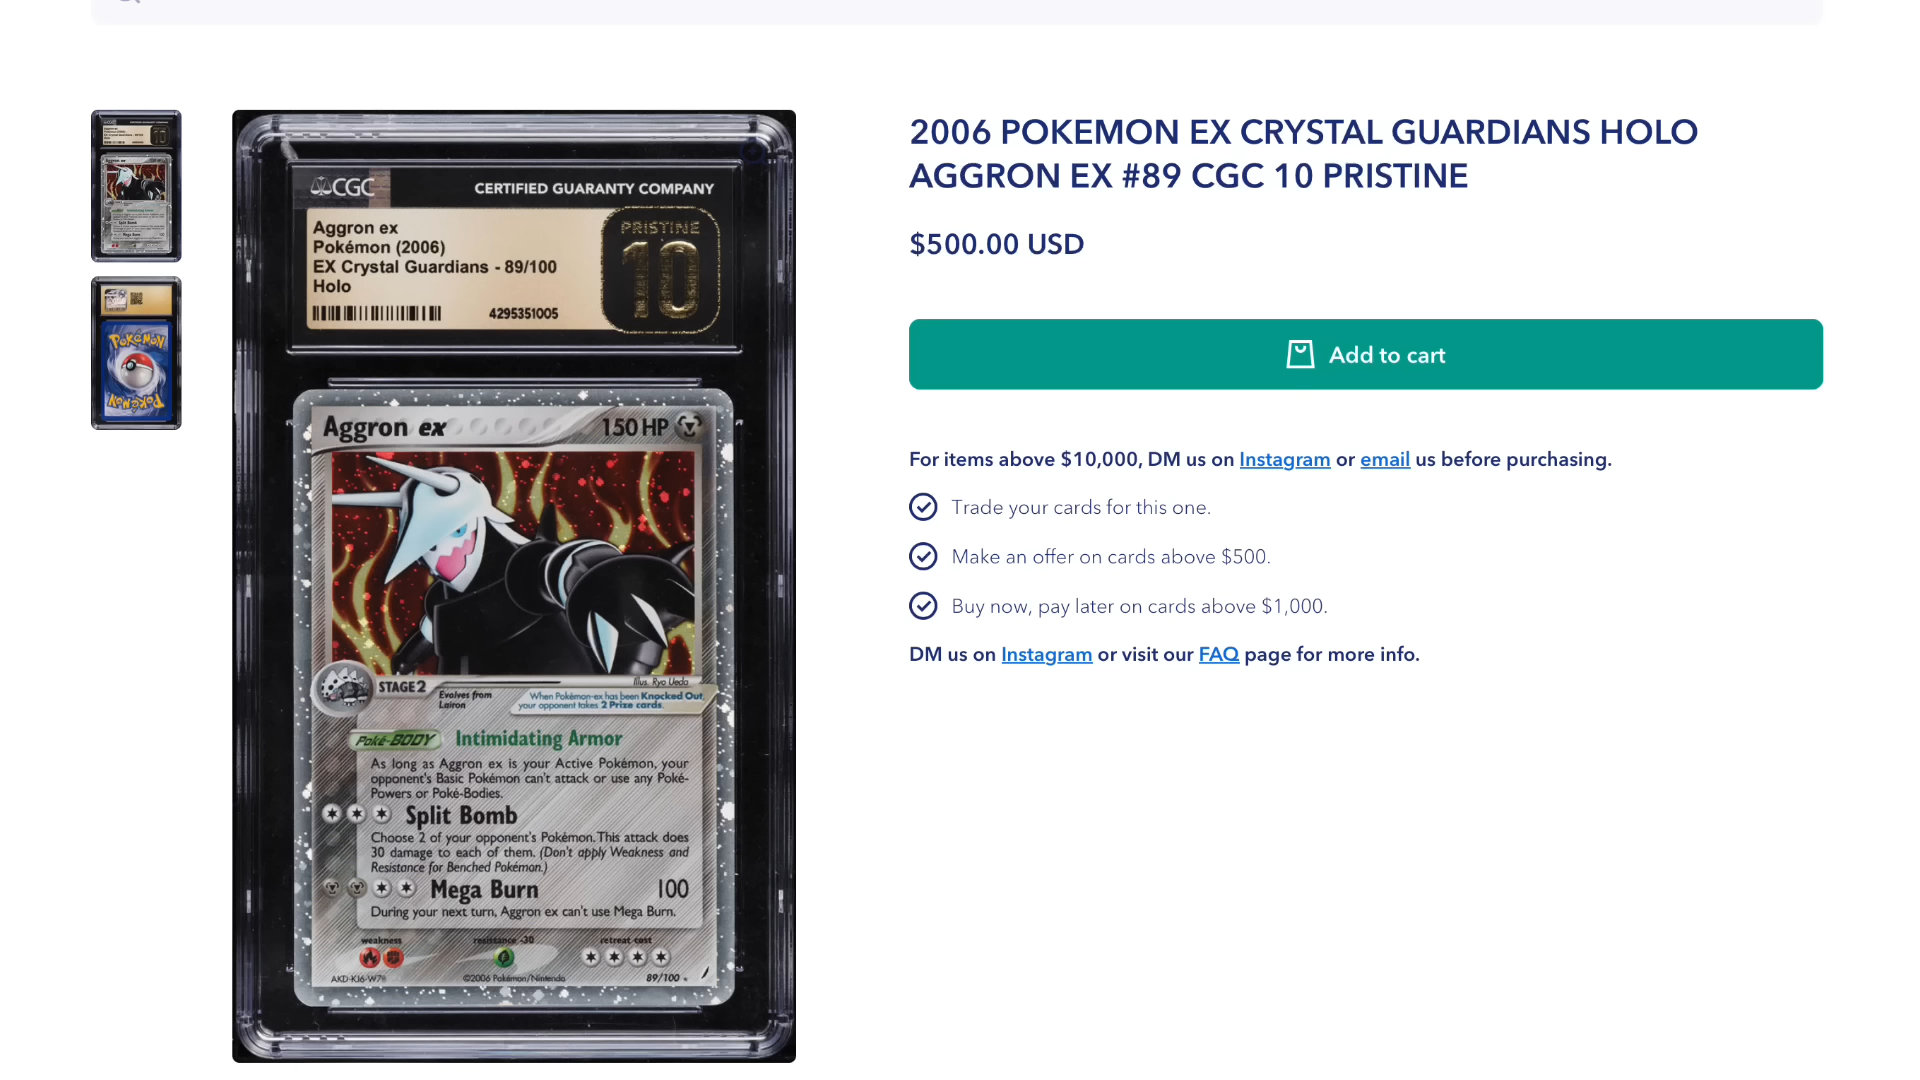 CGC
CERTIFIED GUARANTY COMPANY
Aggron ex
Pokémon (2006)
EX Crystal Guardians - 89/100
Holo
4295351005
PRISTINE
10
Aggron ex
150 HP
Illus. Ryo Ueda
STAGE 2
Evolves from
Lairon
When Pokémon-ex has been Knocked Out,
your opponent takes 2 Prize cards.
Poké-BODY Intimidating Armor
As long as Aggron ex is your Active Pokémon, your
opponent's Basic Pokémon can't attack or use any Poké-
Powers or Poké-Bodies.
Split Bomb
Choose 2 of your opponent's Pokémon. This attack does
30 damage to each of them. (Don't apply Weakness and
Resistance for Benched Pokémon.)
Mega Burn 100
During your next turn, Aggron ex can't use Mega Burn.
weakness
resistance -30
retreat cost
©2006 Pokémon/Nintendo
89/100
2006 POKEMON EX CRYSTAL GUARDIANS HOLO
AGGRON EX #89 CGC 10 PRISTINE
$500.00 USD
Add to cart
For items above $10,000, DM us on Instagram or email us before purchasing.
Trade your cards for this one.
Make an offer on cards above $500.
Buy now, pay later on cards above $1,000.
DM us on Instagram or visit our FAQ page for more info.